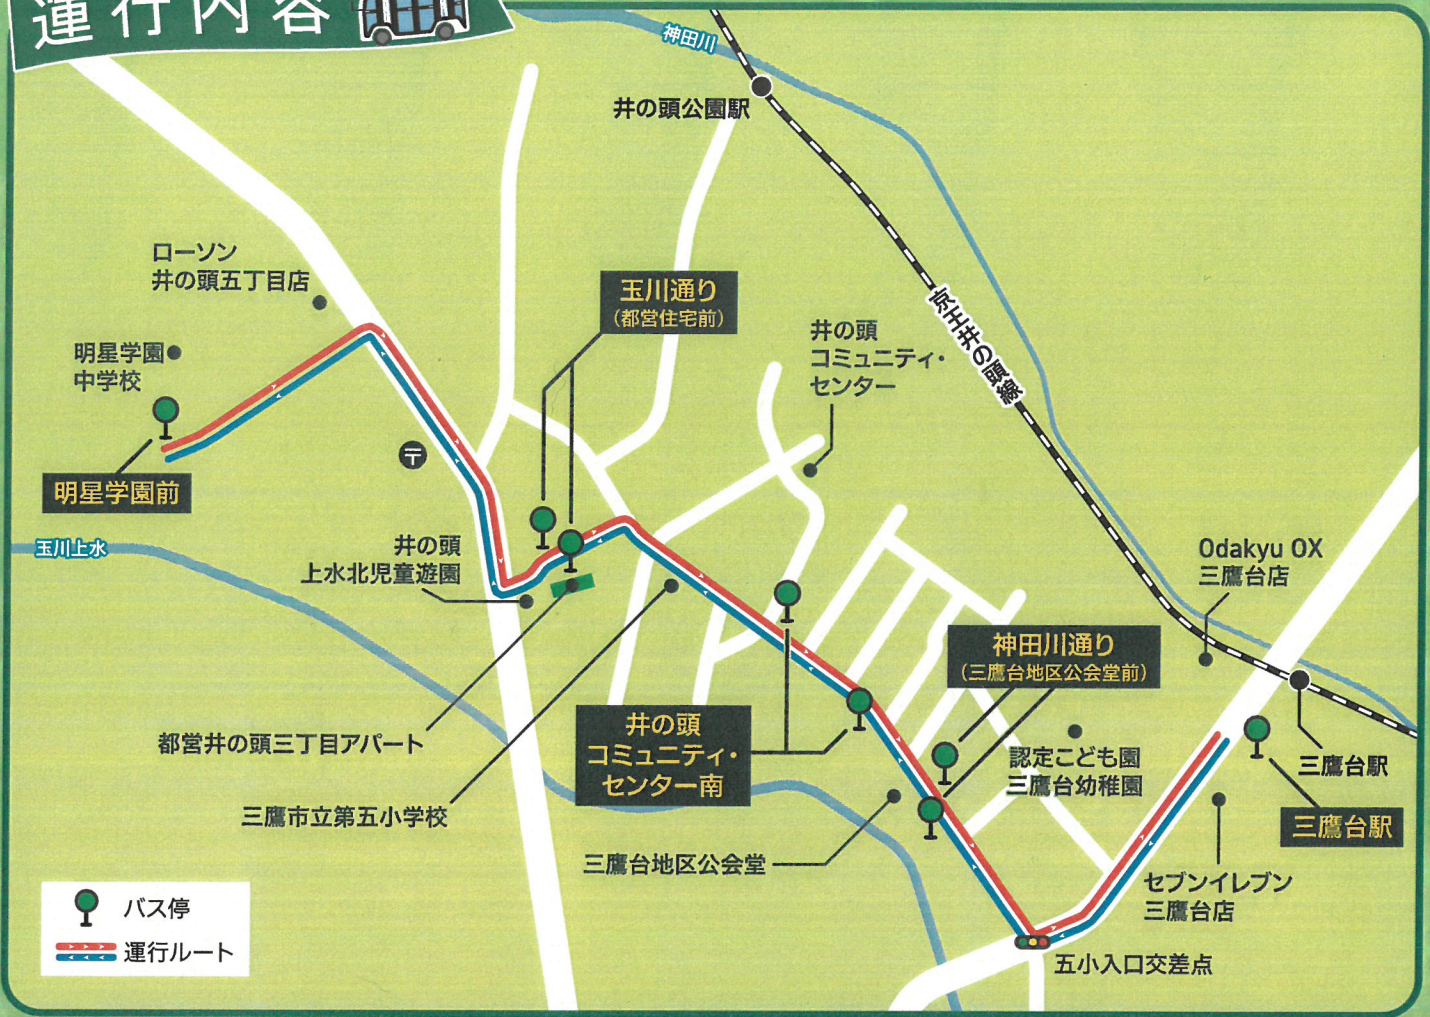 運行内容
神田川
井の頭公園駅
ローソン
井の頭五丁目店
玉川通り
(都営住宅前)
京王井の頭線
井の頭
コミュニティ・
センター
明星学園
中学校
〒
明星学園前
玉川上水
井の頭
上水北児童遊園
Odakyu OX
三鷹台店
神田川通り
(三鷹台地区公会堂前)
都営井の頭三丁目アパート
井の頭
コミュニティ・
センター南
認定こども園
三鷹台幼稚園
三鷹台駅
三鷹台駅
三鷹市立第五小学校
三鷹台地区公会堂
セブンイレブン
三鷹台店
バス停
運行ルート
五小入口交差点